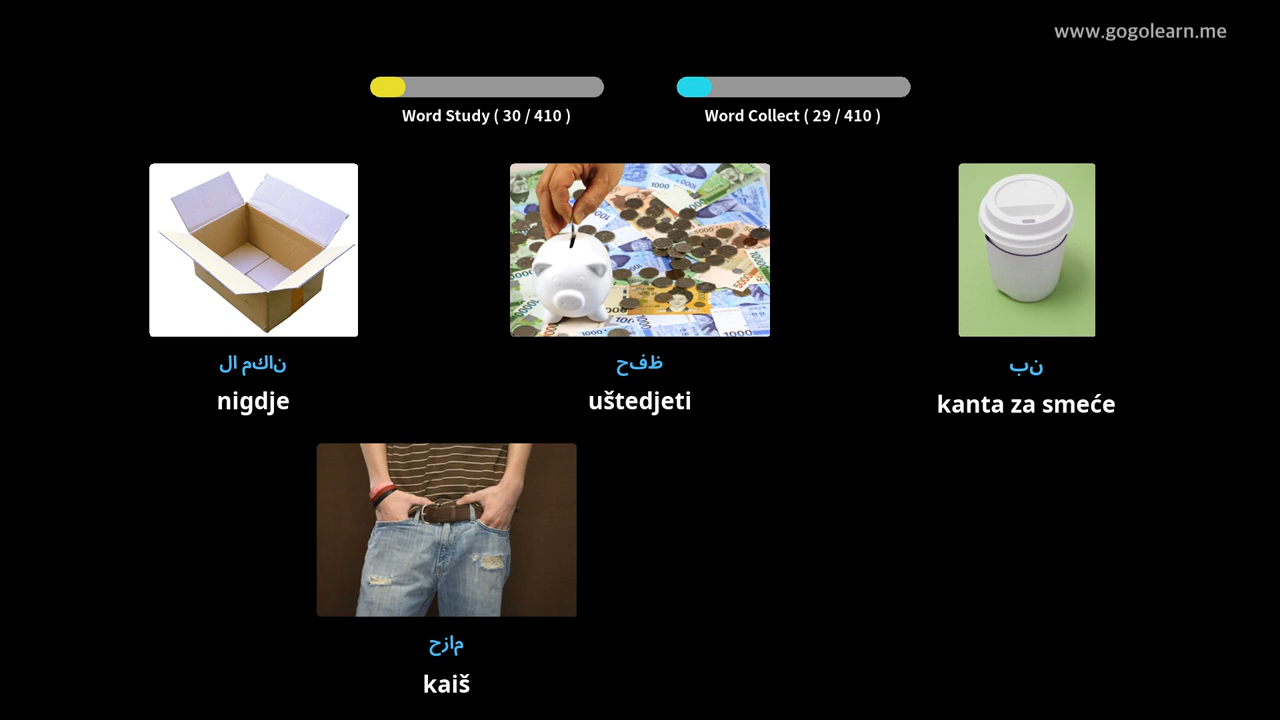 www.gogolearn.me
Word Study ( 30 / 410 )
Word Collect ( 29 / 410 )
ناكم ال
nigdje
ظفح
uštedjeti
نب
kanta za smeće
مازح
kaiš